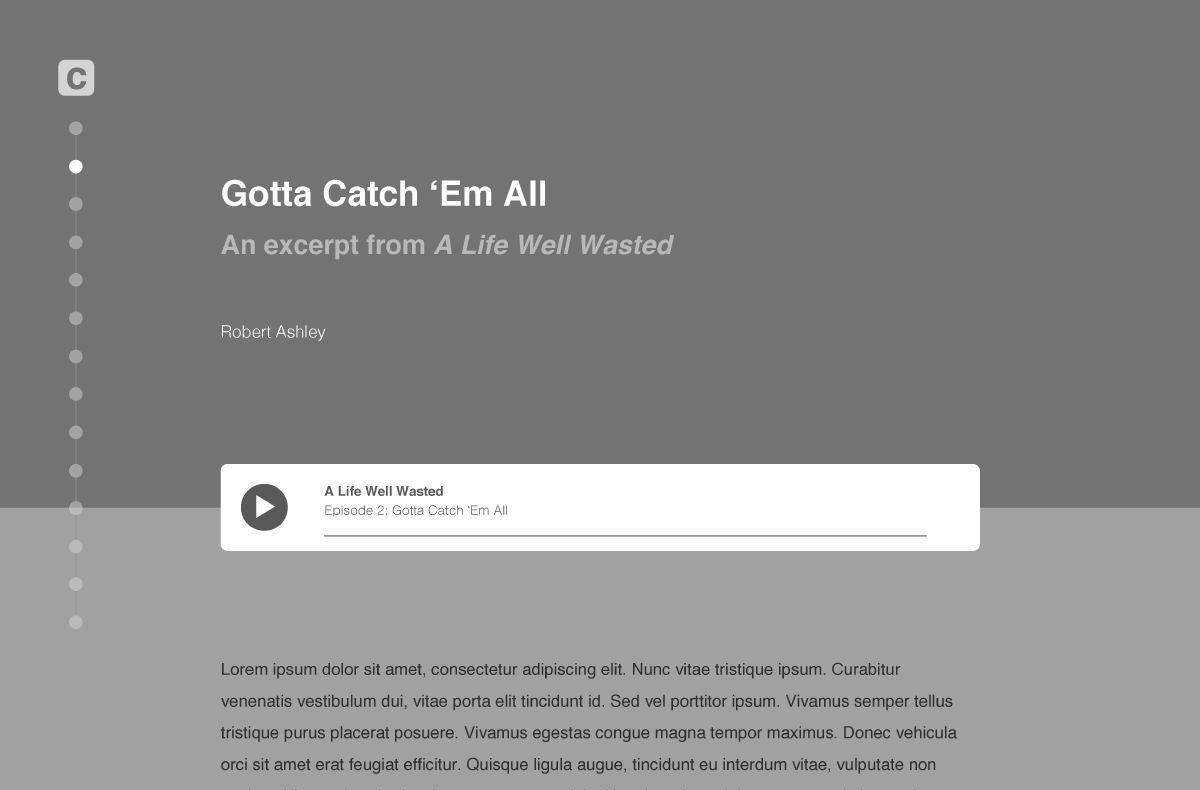 C
Gotta Catch ‘Em All
An excerpt from A Life Well Wasted
Robert Ashley
A Life Well Wasted
Episode 2: Gotta Catch 'Em All
Lorem ipsum dolor sit amet, consectetur adipiscing elit. Nunc vitae tristique ipsum. Curabitur
venenatis vestibulum dui, vitae porta elit tincidunt id. Sed vel porttitor ipsum. Vivamus semper tellus
tristique purus placerat posuere. Vivamus egestas congue magna tempor maximus. Donec vehicula
orci sit amet erat feugiat efficitur. Quisque ligula augue, tincidunt eu interdum vitae, vulputate non